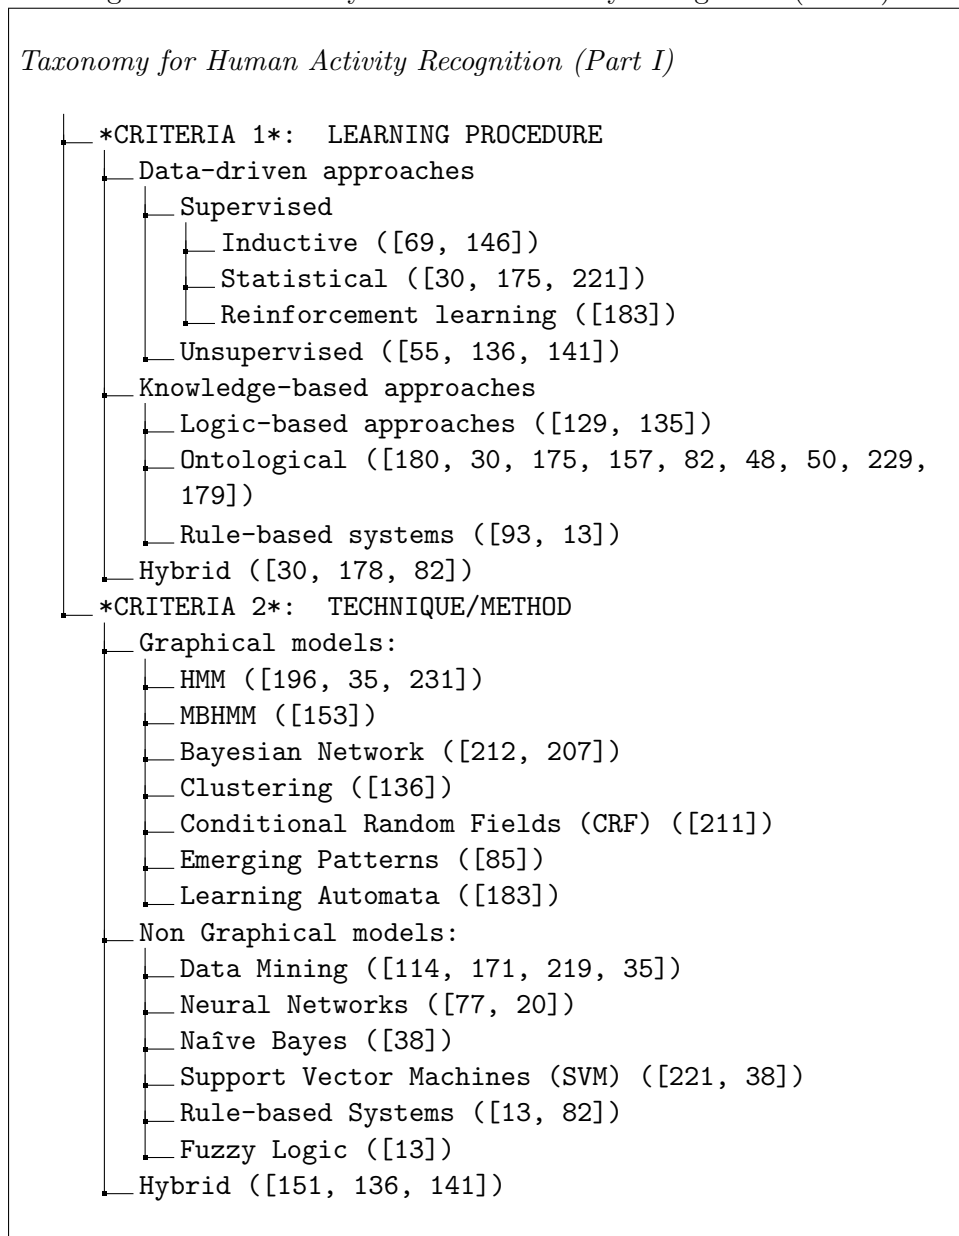 Taxonomy for Human Activity Recognition (Part I)
*CRITERIA 1*: LEARNING PROCEDURE
Data-driven approaches
Supervised
Inductive ([69, 146])
Statistical ([30, 175, 221])
Reinforcement learning ([183])
Unsupervised ([55, 136, 141])
Knowledge-based approaches
Logic-based approaches ([129, 135])
Ontological ([180, 30, 175, 157, 82, 48, 50, 229,
179])
Rule-based systems ([93, 13])
Hybrid ([30, 178, 82])
*CRITERIA 2*: TECHNIQUE/METHOD
Graphical models:
HMM ([196, 35, 231])
MBHMM ([153])
Bayesian Network ([212, 207])
Clustering ([136])
Conditional Random Fields (CRF) ([211])
Emerging Patterns ([85])
Learning Automata ([183])
Non Graphical models:
Data Mining ([114, 171, 219, 35])
Neural Networks ([77, 20])
Naîve Bayes ([38])
Support Vector Machines (SVM) ([221, 38])
Rule-based Systems ([13, 82])
Fuzzy Logic ([13])
Hybrid ([151, 136, 141])